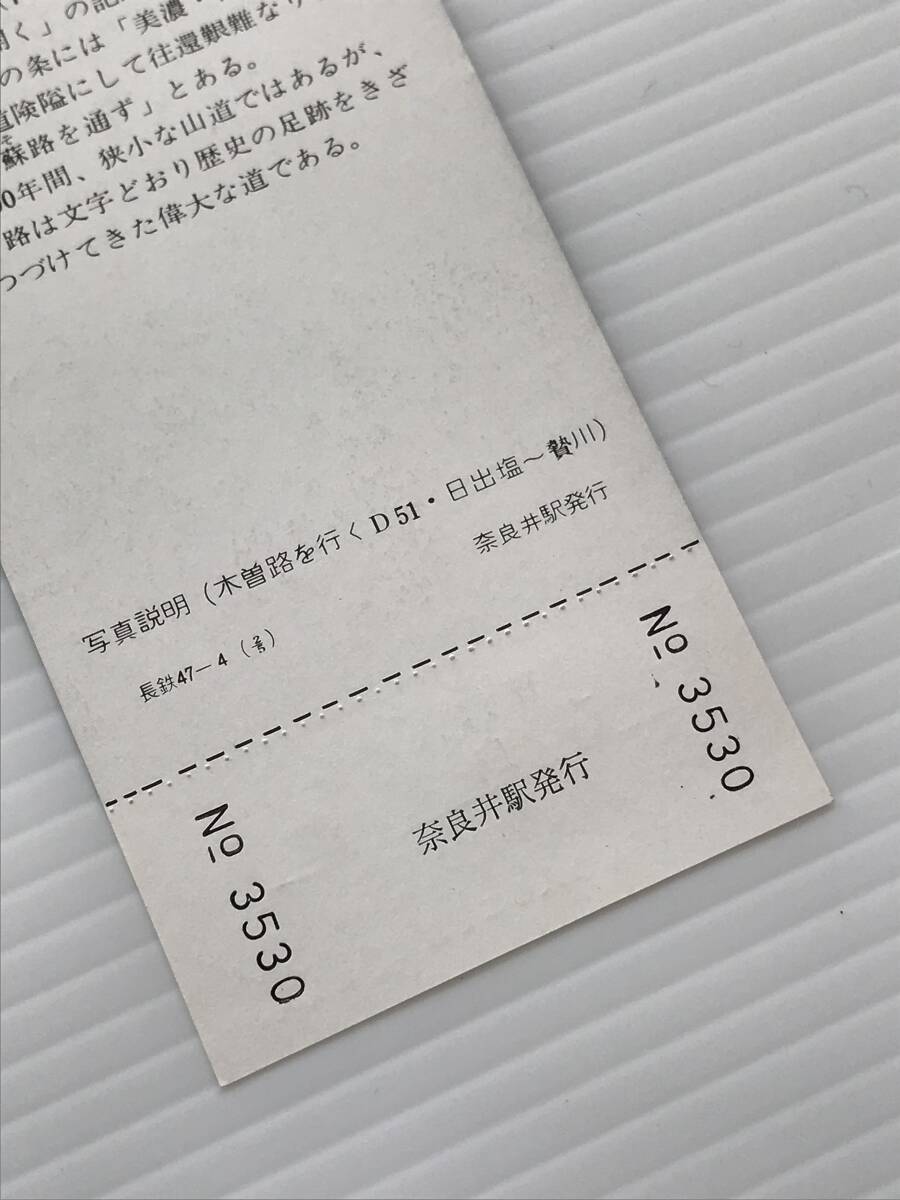 開く」の記
の条には「美濃・
道険隘にして往還艱難なり
蘇路を通ず」とある。
00年間、狭小な山道ではあるが、
路は文字どおり歴史の足跡をきざ
つづけてきた偉大な道である。
写真説明(木曽路を行くD51・日出塩〜贄川)
奈良井駅発行
長鉄47—4
No 3530
奈良井駅発行
No 3530